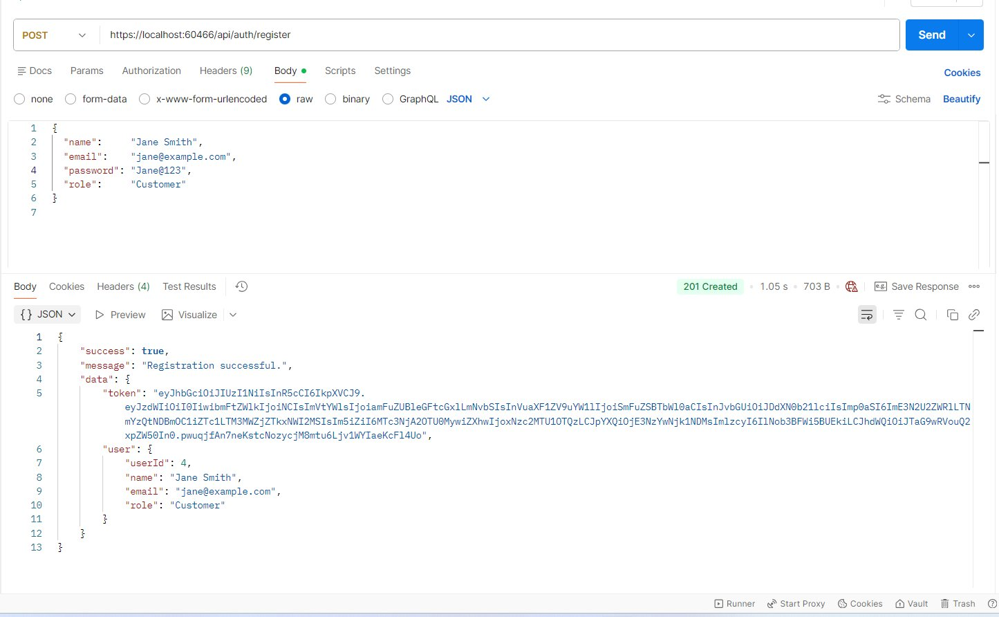 POST https://localhost:60466/api/auth/register Send
Docs Params Authorization Headers (9) Body Scripts Settings Cookies
none form-data x-www-form-urlencoded raw binary GraphQL JSON Schema Beautify
1 {
2 "name": "Jane Smith",
3 "email": "jane@example.com",
4 "password": "Jane@123",
5 "role": "Customer"
6 }
7
Body Cookies Headers (4) Test Results 201 Created 1.05 s 703 B e.g. Save Response
{} JSON Preview Visualize
1 {
2 "success": true,
3 "message": "Registration successful.",
4 "data": {
5 "token": "eyJhbGciOiJIUzI1NiIsInR5cCI6IkpXVCJ9.
eyJzdWIiOiI0IiwibmFtZWlkIjoiNCIsImVtYWlsIjoiamFuZUBleGFtcGxlLmNvbSIsInVuaXF1ZV9uYW1lIjoiSmFuZSBTbWl0aCIsInJvbGUiOiJDdXN0b21lciIsImp0aSI6ImE3N2U2ZWRlLTN
mYzQtNDBmOC1iZTc1LTM3MWZjZTkxNWI2MSIsIm5iZiI6MTc3NjA2OTU0MywiZXhwIjoxNzc2MTU1OTQzLCJpYXQiOjE3NzYwNjk1NDMsImlzcyI6IlNob3BFWi5BUEkiLCJhdWQiOiJTaG9wRVouQ2
xpZW50In0.pwuqjfAn7neKstcNozycjM8mtu6Ljv1WYIaeKcFl4Uo",
6 "user": {
7 "userId": 4,
8 "name": "Jane Smith",
9 "email": "jane@example.com",
10 "role": "Customer"
11 }
12 }
13 }
Runner Start Proxy Cookies Vault Trash